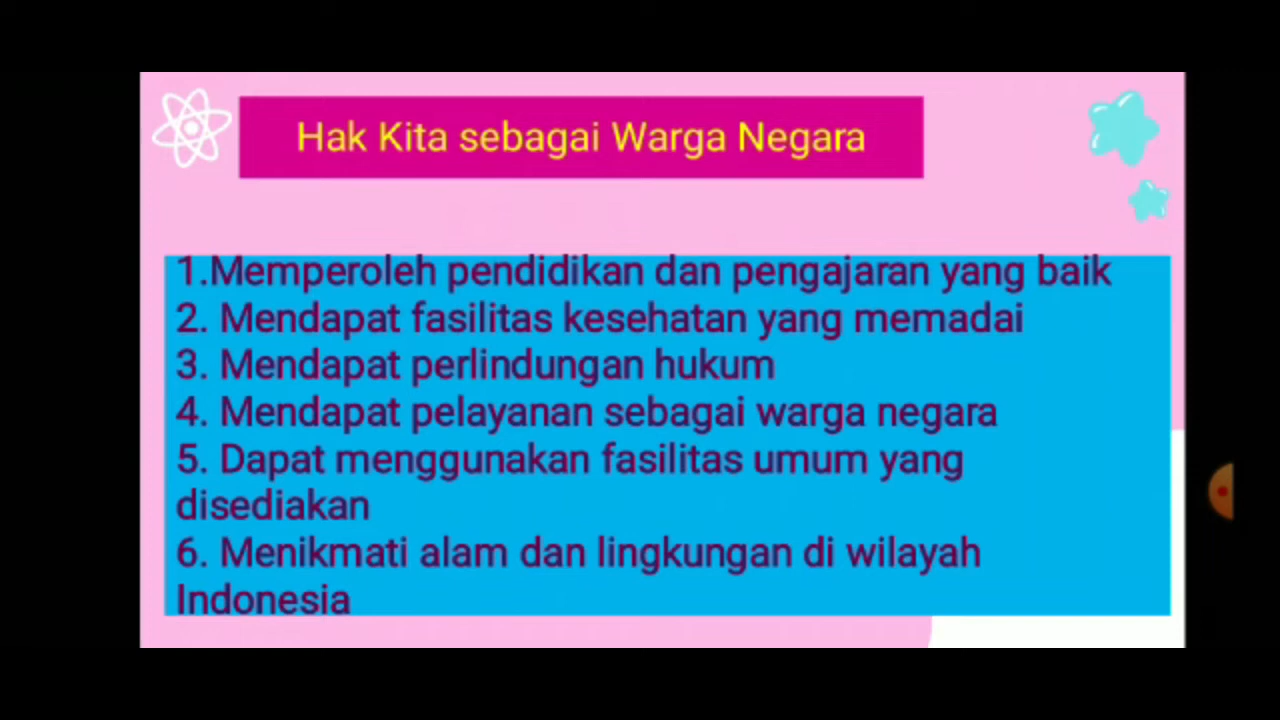 Hak Kita sebagai Warga Negara
1.Memperoleh pendidikan dan pengajaran yang baik
2. Mendapat fasilitas kesehatan yang memadai
3. Mendapat perlindungan hukum
4. Mendapat pelayanan sebagai warga negara
5. Dapat menggunakan fasilitas umum yang
disediakan
6. Menikmati alam dan lingkungan di wilayah
Indonesia